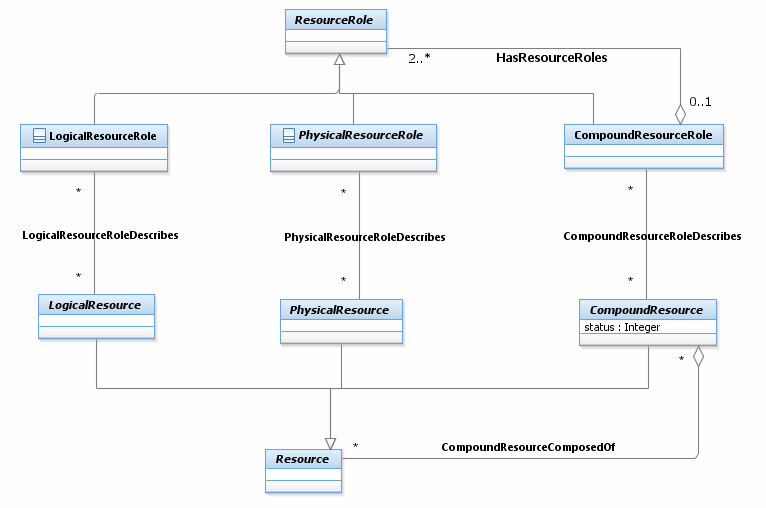 ResourceRole
2..*
HasResourceRoles
0..1
LogicalResourceRole
PhysicalResourceRole
CompoundResourceRole
*
*
*
LogicalResourceRoleDescribes
PhysicalResourceRoleDescribes
CompoundResourceRoleDescribes
*
*
*
LogicalResource
PhysicalResource
CompoundResource
status : Integer
*
*
CompoundResourceComposedOf
Resource